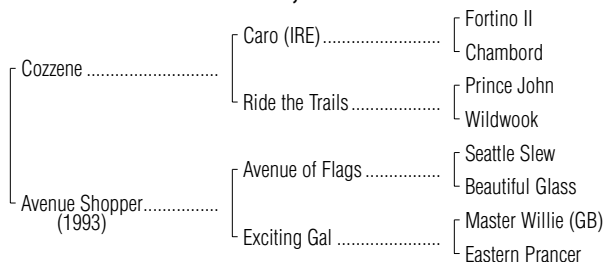 Fortino II
Caro (IRE)........................
Chambord
Cozzene ...........................
Prince John
Ride the Trails ..................
Wildwook
Seattle Slew
Avenue of Flags ...............
Beautiful Glass
Avenue Shopper...............
(1993)
Master Willie (GB)
Exciting Gal .....................
Eastern Prancer